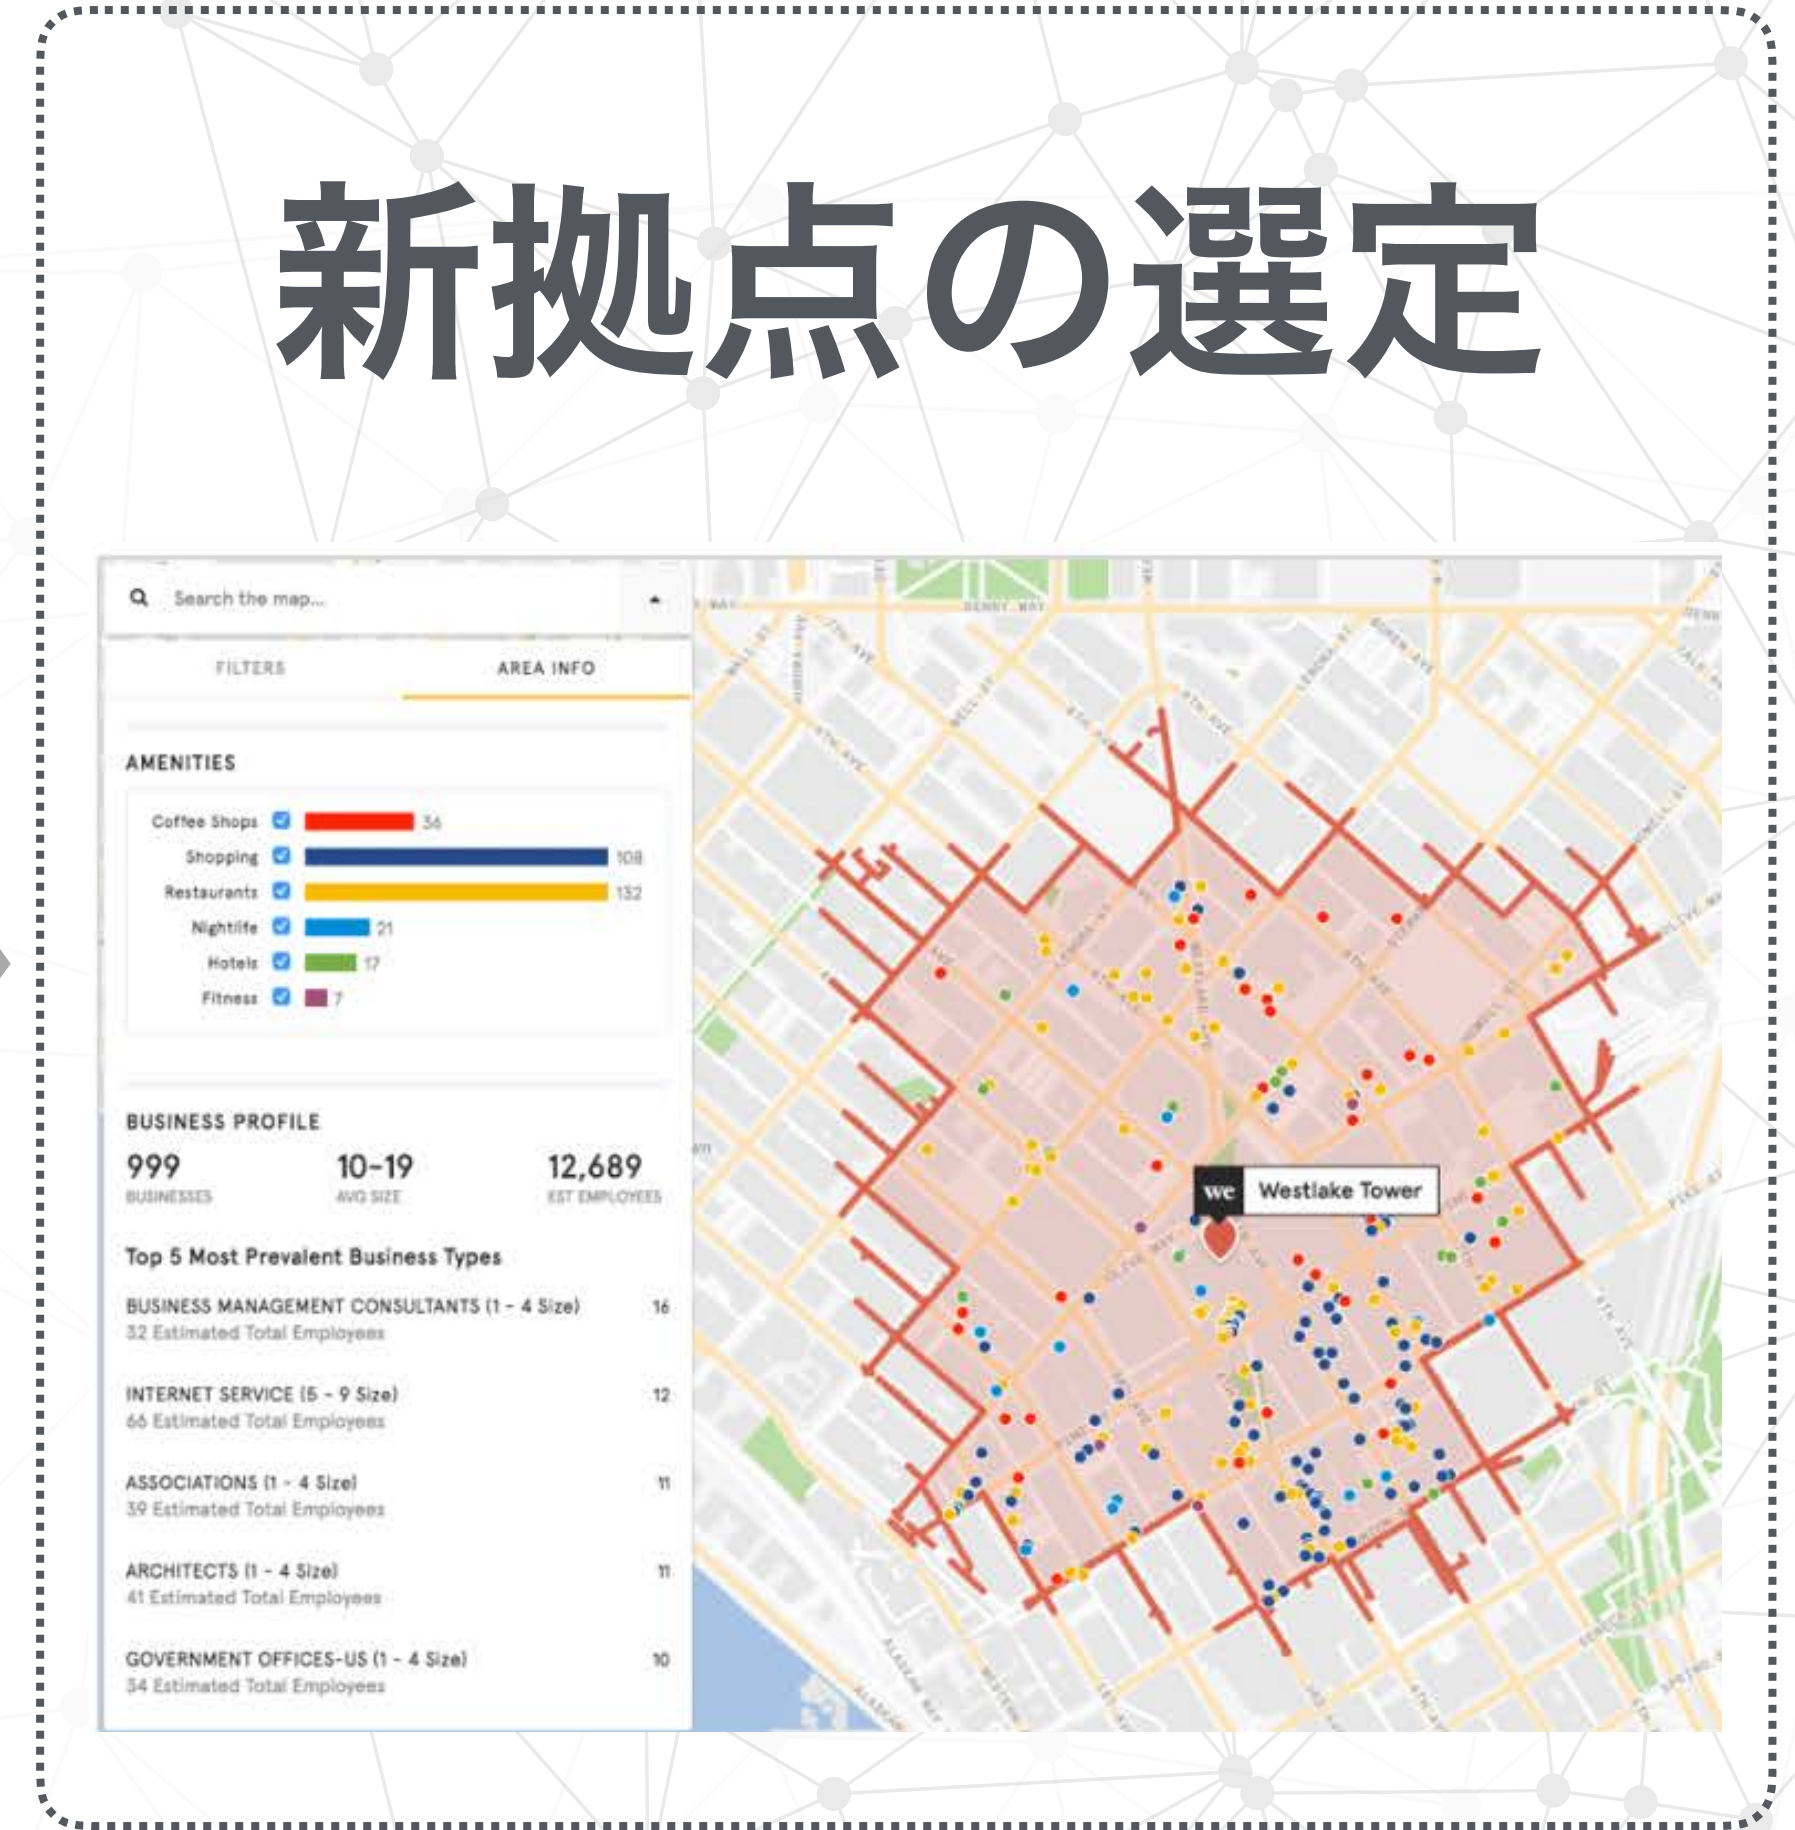 新拠点の選定
Search the map...
FILTERS
AREA INFO
AMENITIES
Coffee Shops 36
Shopping 108
Restaurants 132
Nightlife 21
Hotels 17
Fitness 7
BUSINESS PROFILE
999 10-19 12,689
BUSINESSES AVG SIZE EST EMPLOYEES
Top 5 Most Prevalent Business Types
BUSINESS MANAGEMENT CONSULTANTS (1 - 4 Size) 16
32 Estimated Total Employees
INTERNET SERVICE (5 - 9 Size) 12
66 Estimated Total Employees
ASSOCIATIONS (1 - 4 Size) 11
39 Estimated Total Employees
ARCHITECTS (1 - 4 Size) 11
41 Estimated Total Employees
GOVERNMENT OFFICES-US (1 - 4 Size) 10
34 Estimated Total Employees
DENNY WAY
we Westlake Tower